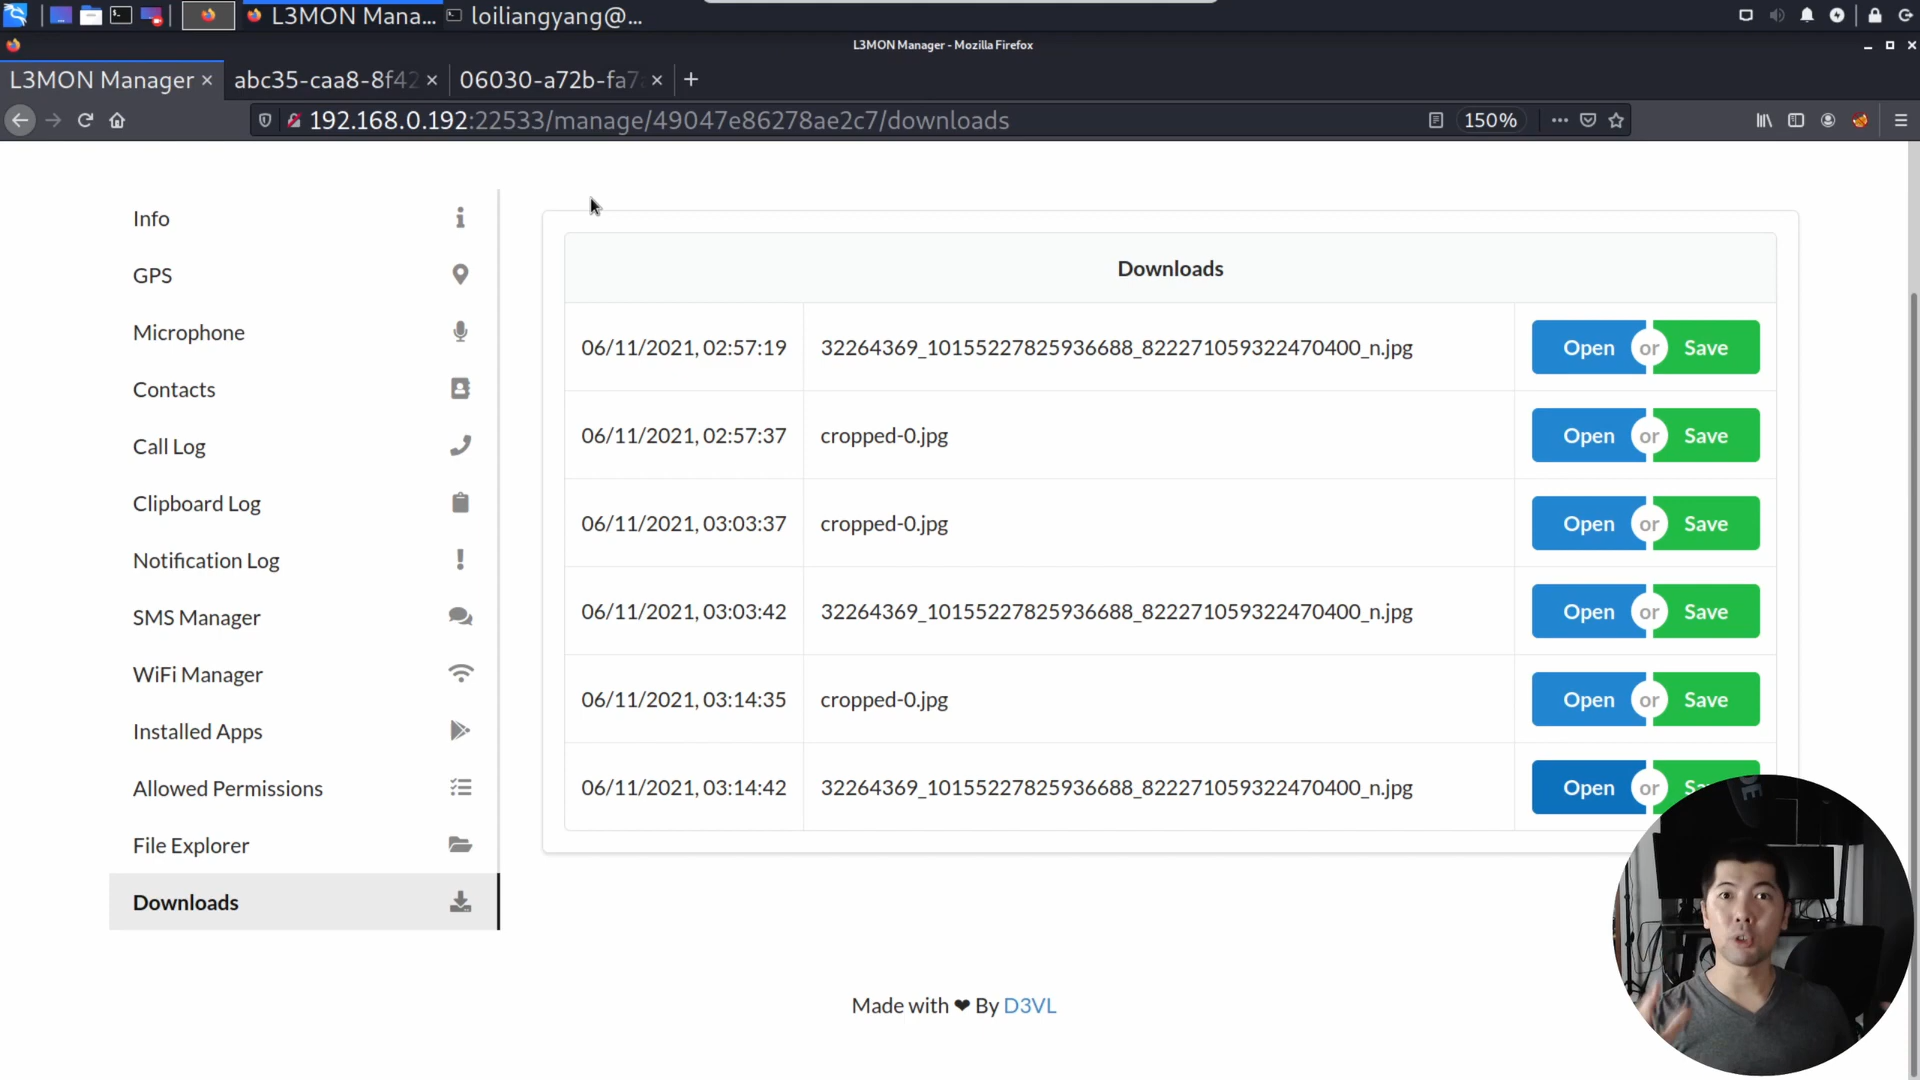 L3MON Mana... loiliangyang@...
L3MON Manager - Mozilla Firefox
L3MON Manager abc35-caa8-8f42 06030-a72b-fa7
192.168.0.192:22533/manage/49047e86278ae2c7/downloads 150%
Info
GPS
Microphone
Contacts
Call Log
Clipboard Log
Notification Log
SMS Manager
WiFi Manager
Installed Apps
Allowed Permissions
File Explorer
Downloads
Downloads
06/11/2021, 02:57:19 32264369_10155227825936688_822271059322470400_n.jpg Open or Save
06/11/2021, 02:57:37 cropped-0.jpg Open or Save
06/11/2021, 03:03:37 cropped-0.jpg Open or Save
06/11/2021, 03:03:42 32264369_10155227825936688_822271059322470400_n.jpg Open or Save
06/11/2021, 03:14:35 cropped-0.jpg Open or Save
06/11/2021, 03:14:42 32264369_10155227825936688_822271059322470400_n.jpg Open or
Made with ❤ By D3VL